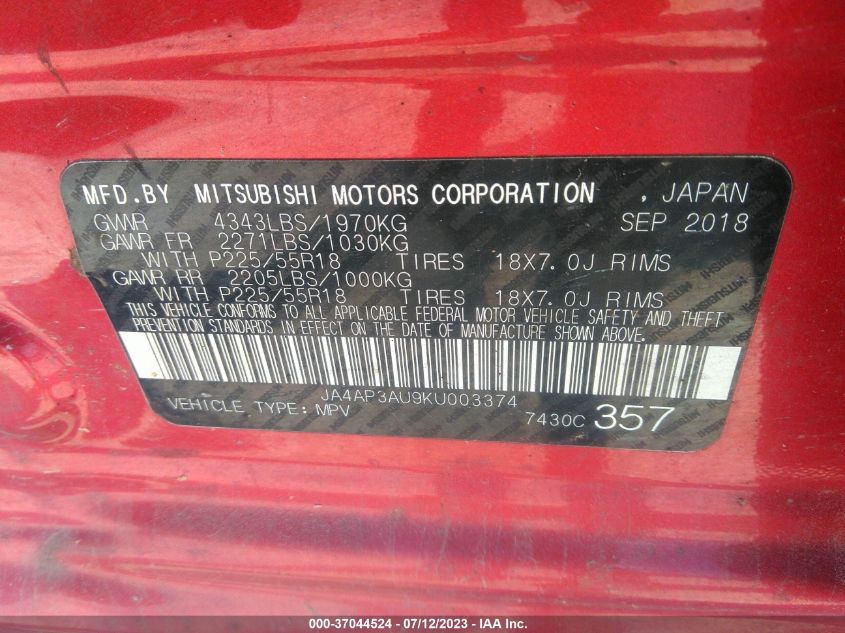 MFD.BY MITSUBISHI MOTORS CORPORATION , JAPAN
GVWR 4343LBS/1970KG SEP 2018
GAWR FR 2271LBS/1030KG
WITH P225/55R18 TIRES 18X7.0J RIMS
GAWR RR 2205LBS/1000KG
WITH P225/55R18 TIRES 18X7.0J RIMS
THIS VEHICLE CONFORMS TO ALL APPLICABLE FEDERAL MOTOR VEHICLE SAFETY AND THEFT
PREVENTION STANDARDS IN EFFECT ON THE DATE OF MANUFACTURE SHOWN ABOVE.
JA4AP3AU9KU003374
VEHICLE TYPE: MPV 7430C 357
000-37044524 - 07/12/2023 - IAA Inc.